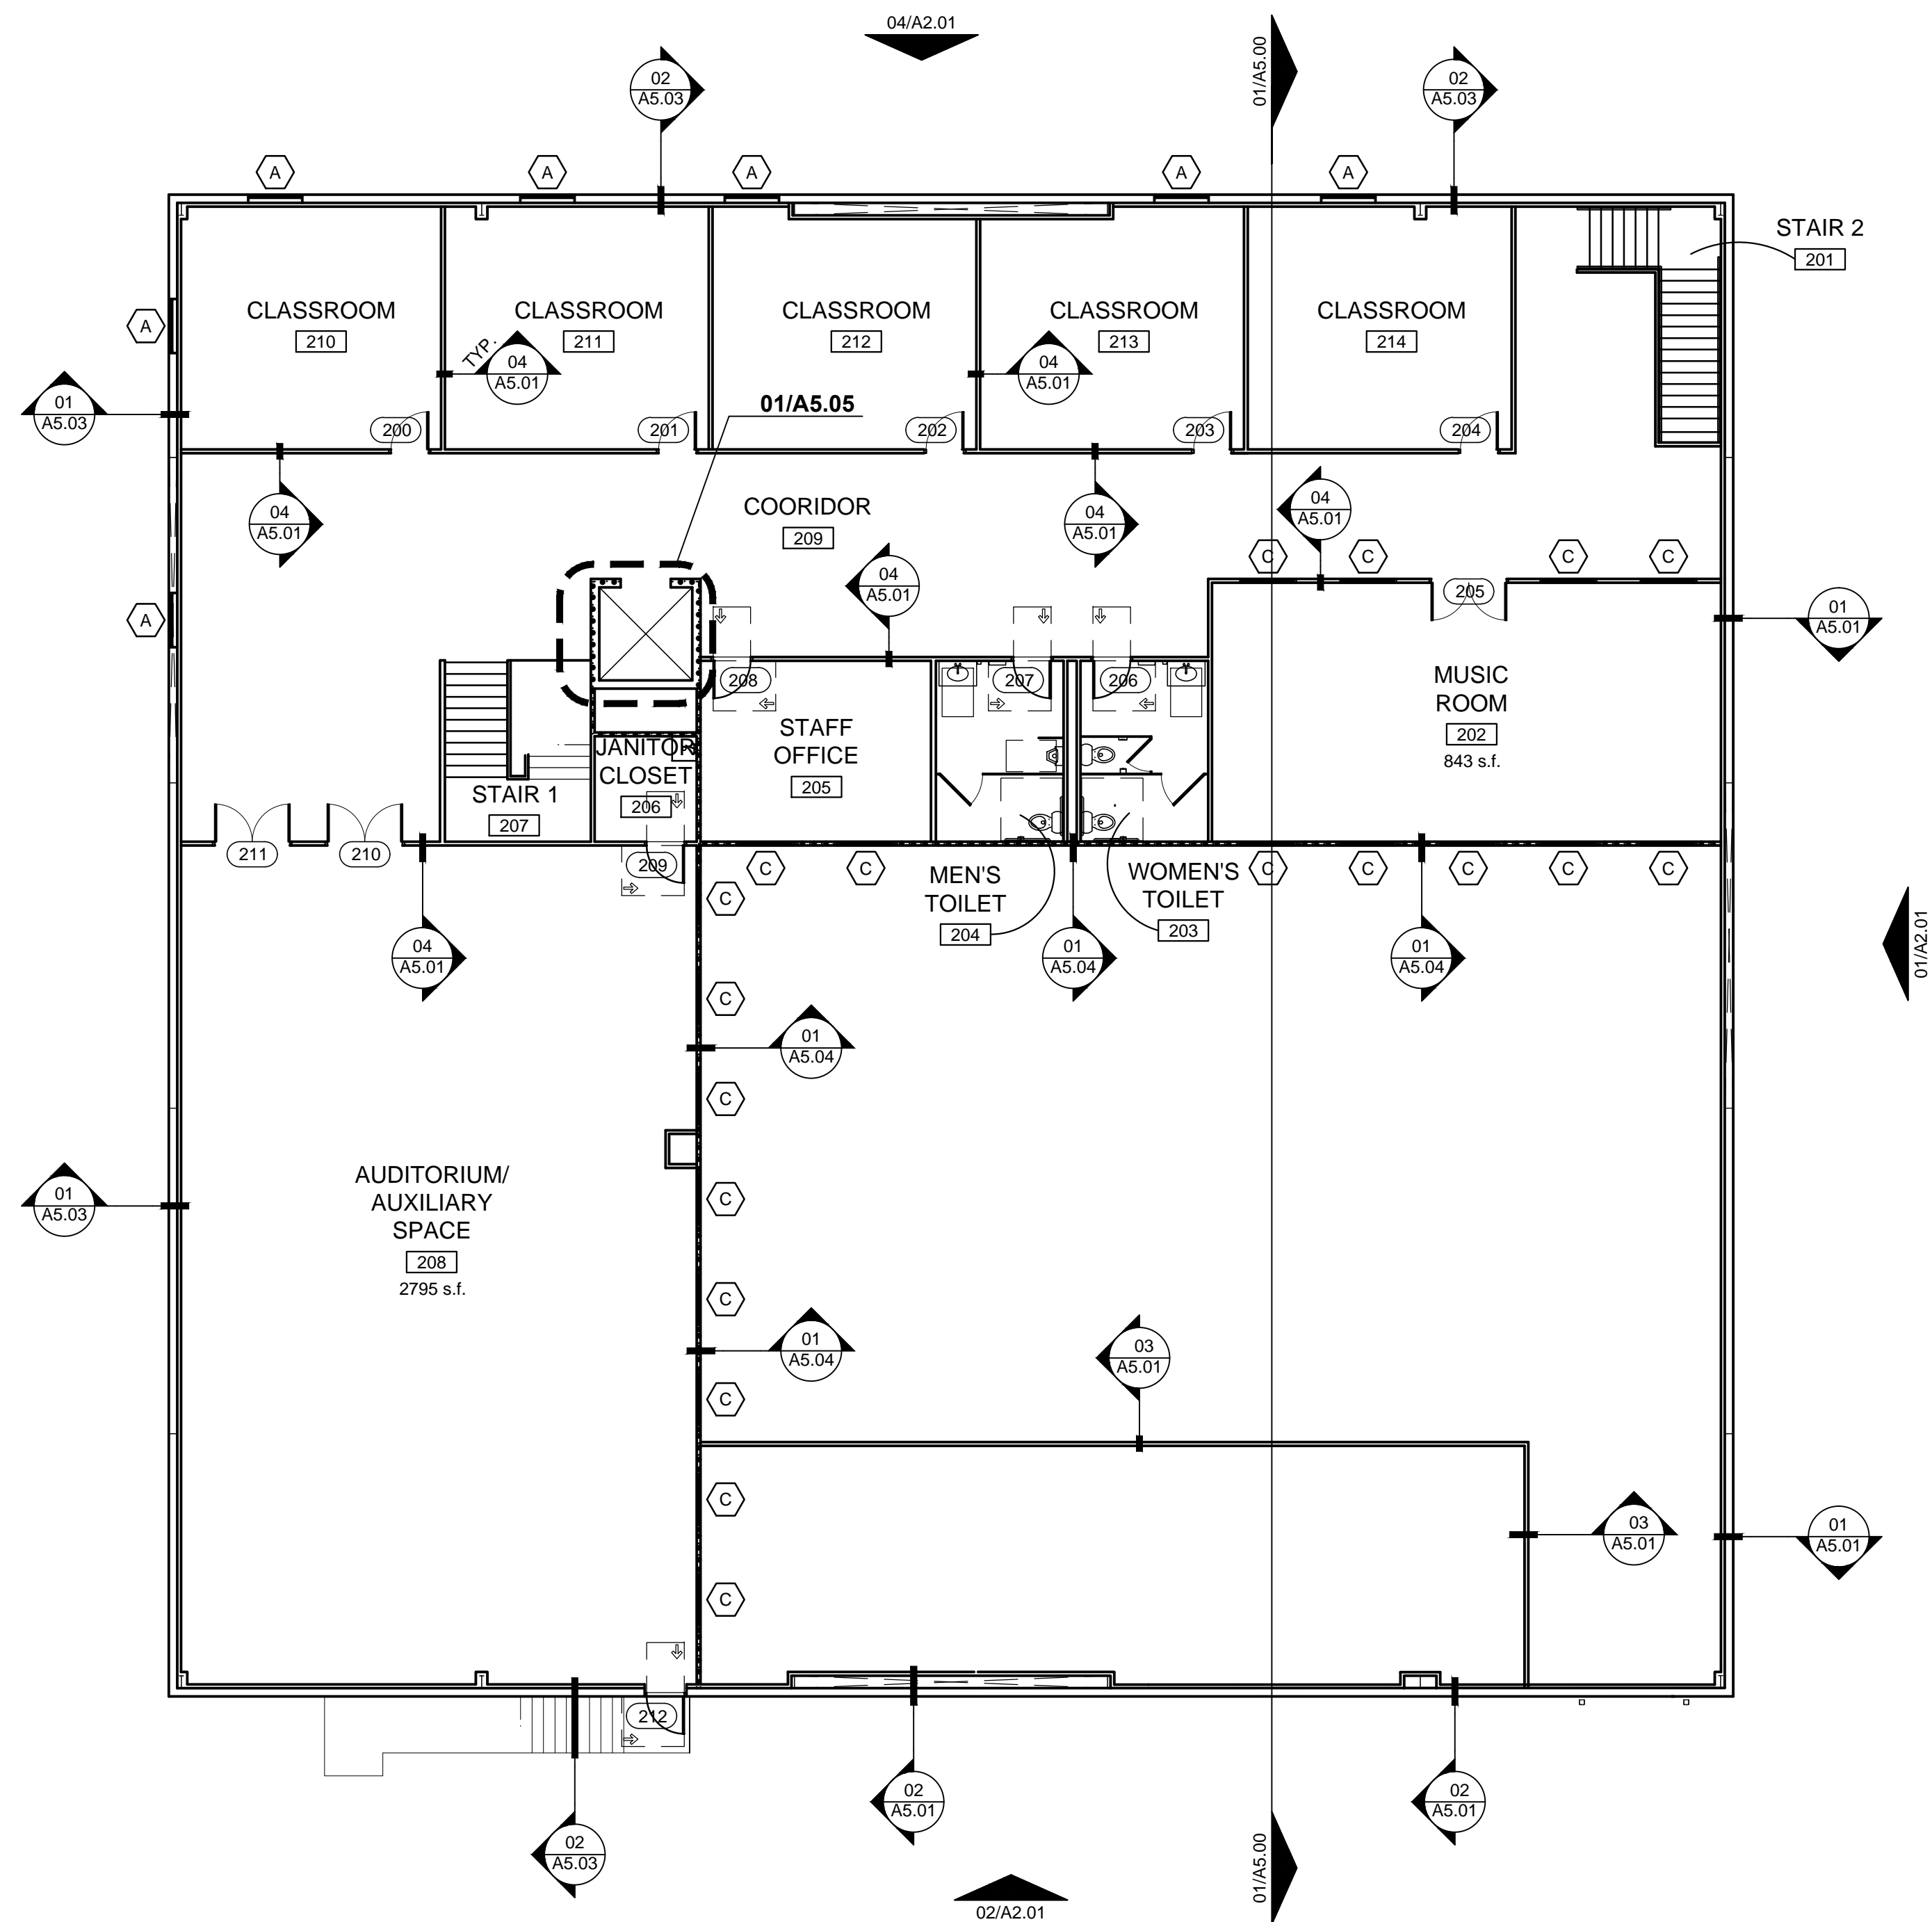 04/A2.01
01/A5.00
02
A5.03
02
A5.03
A
A
A
A
A
STAIR 2
201
CLASSROOM
210
CLASSROOM
211
CLASSROOM
212
CLASSROOM
213
CLASSROOM
214
A
TYP.
04
A5.01
04
A5.01
01
A5.03
01/A5.05
200
201
202
203
204
04
A5.01
COORIDOR
209
04
A5.01
04
A5.01
C
C
C
C
04
A5.01
205
01
A5.01
A
208
207
206
MUSIC
ROOM
202
843 s.f.
STAFF
OFFICE
205
JANITOR
CLOSET
206
STAIR 1
207
211
210
209
C
C
C
C
C
C
C
MEN'S
TOILET
204
WOMEN'S
TOILET
203
C
04
A5.01
01
A5.04
01
A5.04
01/A2.01
C
01
A5.04
C
AUDITORIUM/
AUXILIARY
SPACE
208
2795 s.f.
C
01
A5.03
C
01
A5.04
03
A5.01
C
C
03
A5.01
01
A5.01
C
212
02
A5.03
02
A5.01
02
A5.01
01/A5.00
02/A2.01